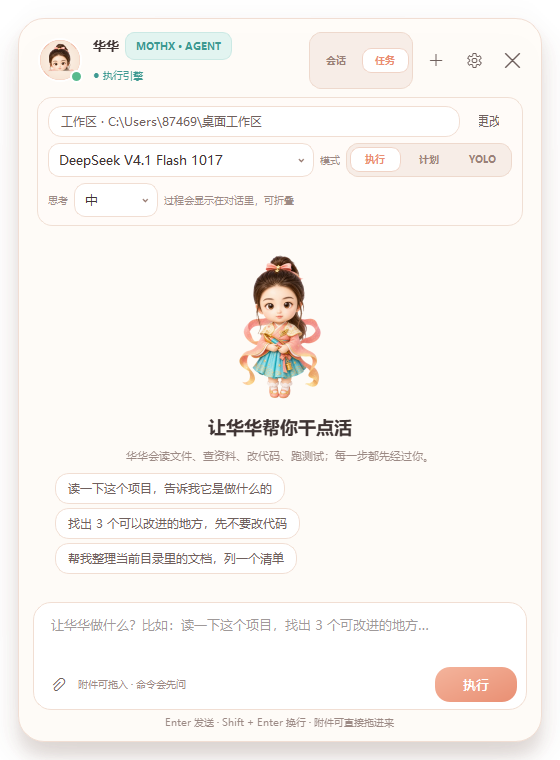 华华 MOTHX • AGENT
• 执行引擎
会话 任务
工作区 · C:\Users\87469\桌面工作区 更改
DeepSeek V4.1 Flash 1017 模式 执行 计划 YOLO
思考 中 过程会显示在对话里，可折叠
让华华帮你干点活
华华会读文件、查资料、改代码、跑测试；每一步都先经过你。
读一下这个项目，告诉我它是做什么的
找出 3 个可以改进的地方，先不要改代码
帮我整理当前目录里的文档，列一个清单
让华华做什么？比如：读一下这个项目，找出 3 个可改进的地方...
附件可拖入 · 命令会先问 执行
Enter 发送 · Shift + Enter 换行 · 附件可直接拖进来